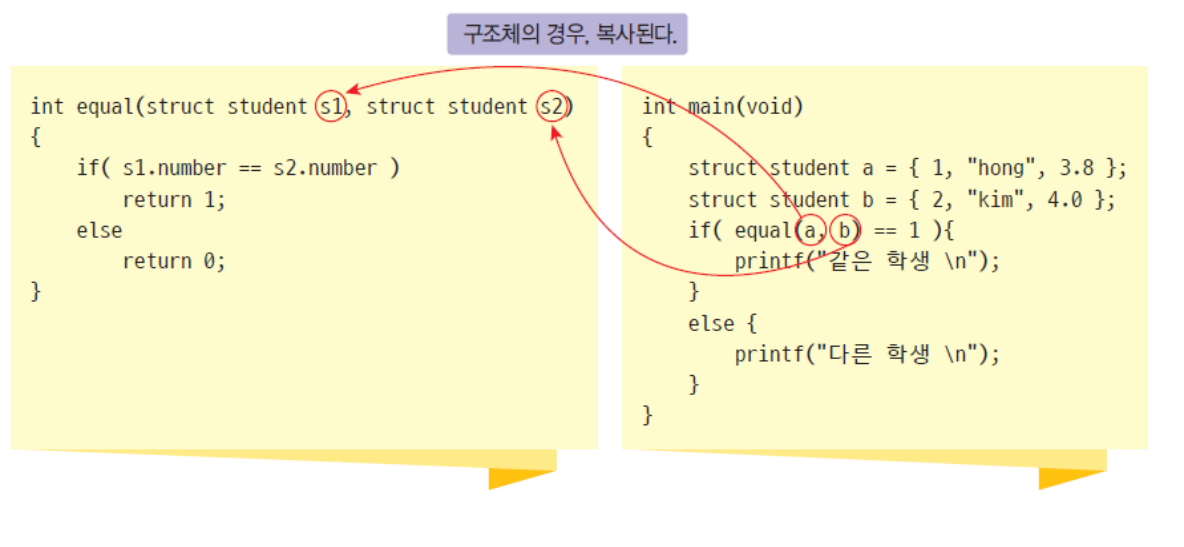 구조체의 경우, 복사된다.
int equal(struct student s1, struct student s2)
{
    if( s1.number == s2.number )
        return 1;
    else
        return 0;
}
int main(void)
{
    struct student a = { 1, "hong", 3.8 };
    struct student b = { 2, "kim", 4.0 };
    if( equal(a, b) == 1 ){
        printf("같은 학생 \n");
    }
    else {
        printf("다른 학생 \n");
    }
}